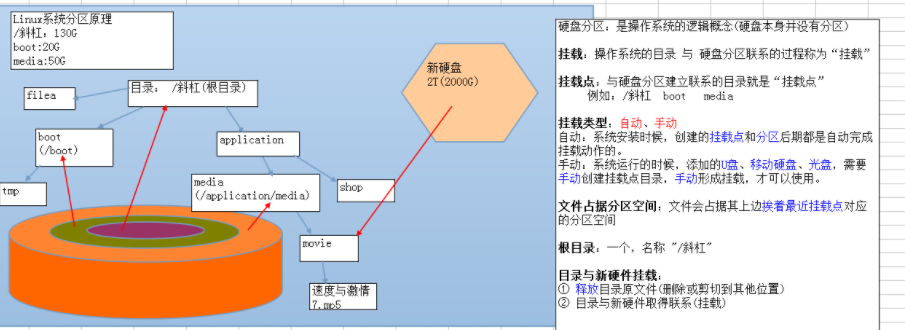 Linux系统分区原理
/斜杠: 130G
boot:20G
media:50G
目录: /斜杠(根目录)
filea
boot
(/boot)
tmp
application
media
(/application/media)
shop
movie
速度与激情
7.mp5
新硬盘
2T(2000G)
硬盘分区: 是操作系统的逻辑概念(硬盘本身并没有分区)
挂载: 操作系统的目录 与 硬盘分区联系的过程称为“挂载”
挂载点: 与硬盘分区建立联系的目录就是“挂载点”
例如: /斜杠 boot media
挂载类型: 自动、手动
自动: 系统安装时候, 创建的挂载点和分区后期都是自动完成
挂载动作的。
手动: 系统运行的时候, 添加的U盘、移动硬盘、光盘, 需要
手动创建挂载点目录, 手动形成挂载, 才可以使用。
文件占据分区空间: 文件会占据其上边挨着最近挂载点对应
的分区空间
根目录: 一个, 名称 "/斜杠"
目录与新硬件挂载:
① 释放目录原文件(删除或剪切到其他位置)
② 目录与新硬件取得联系(挂载)